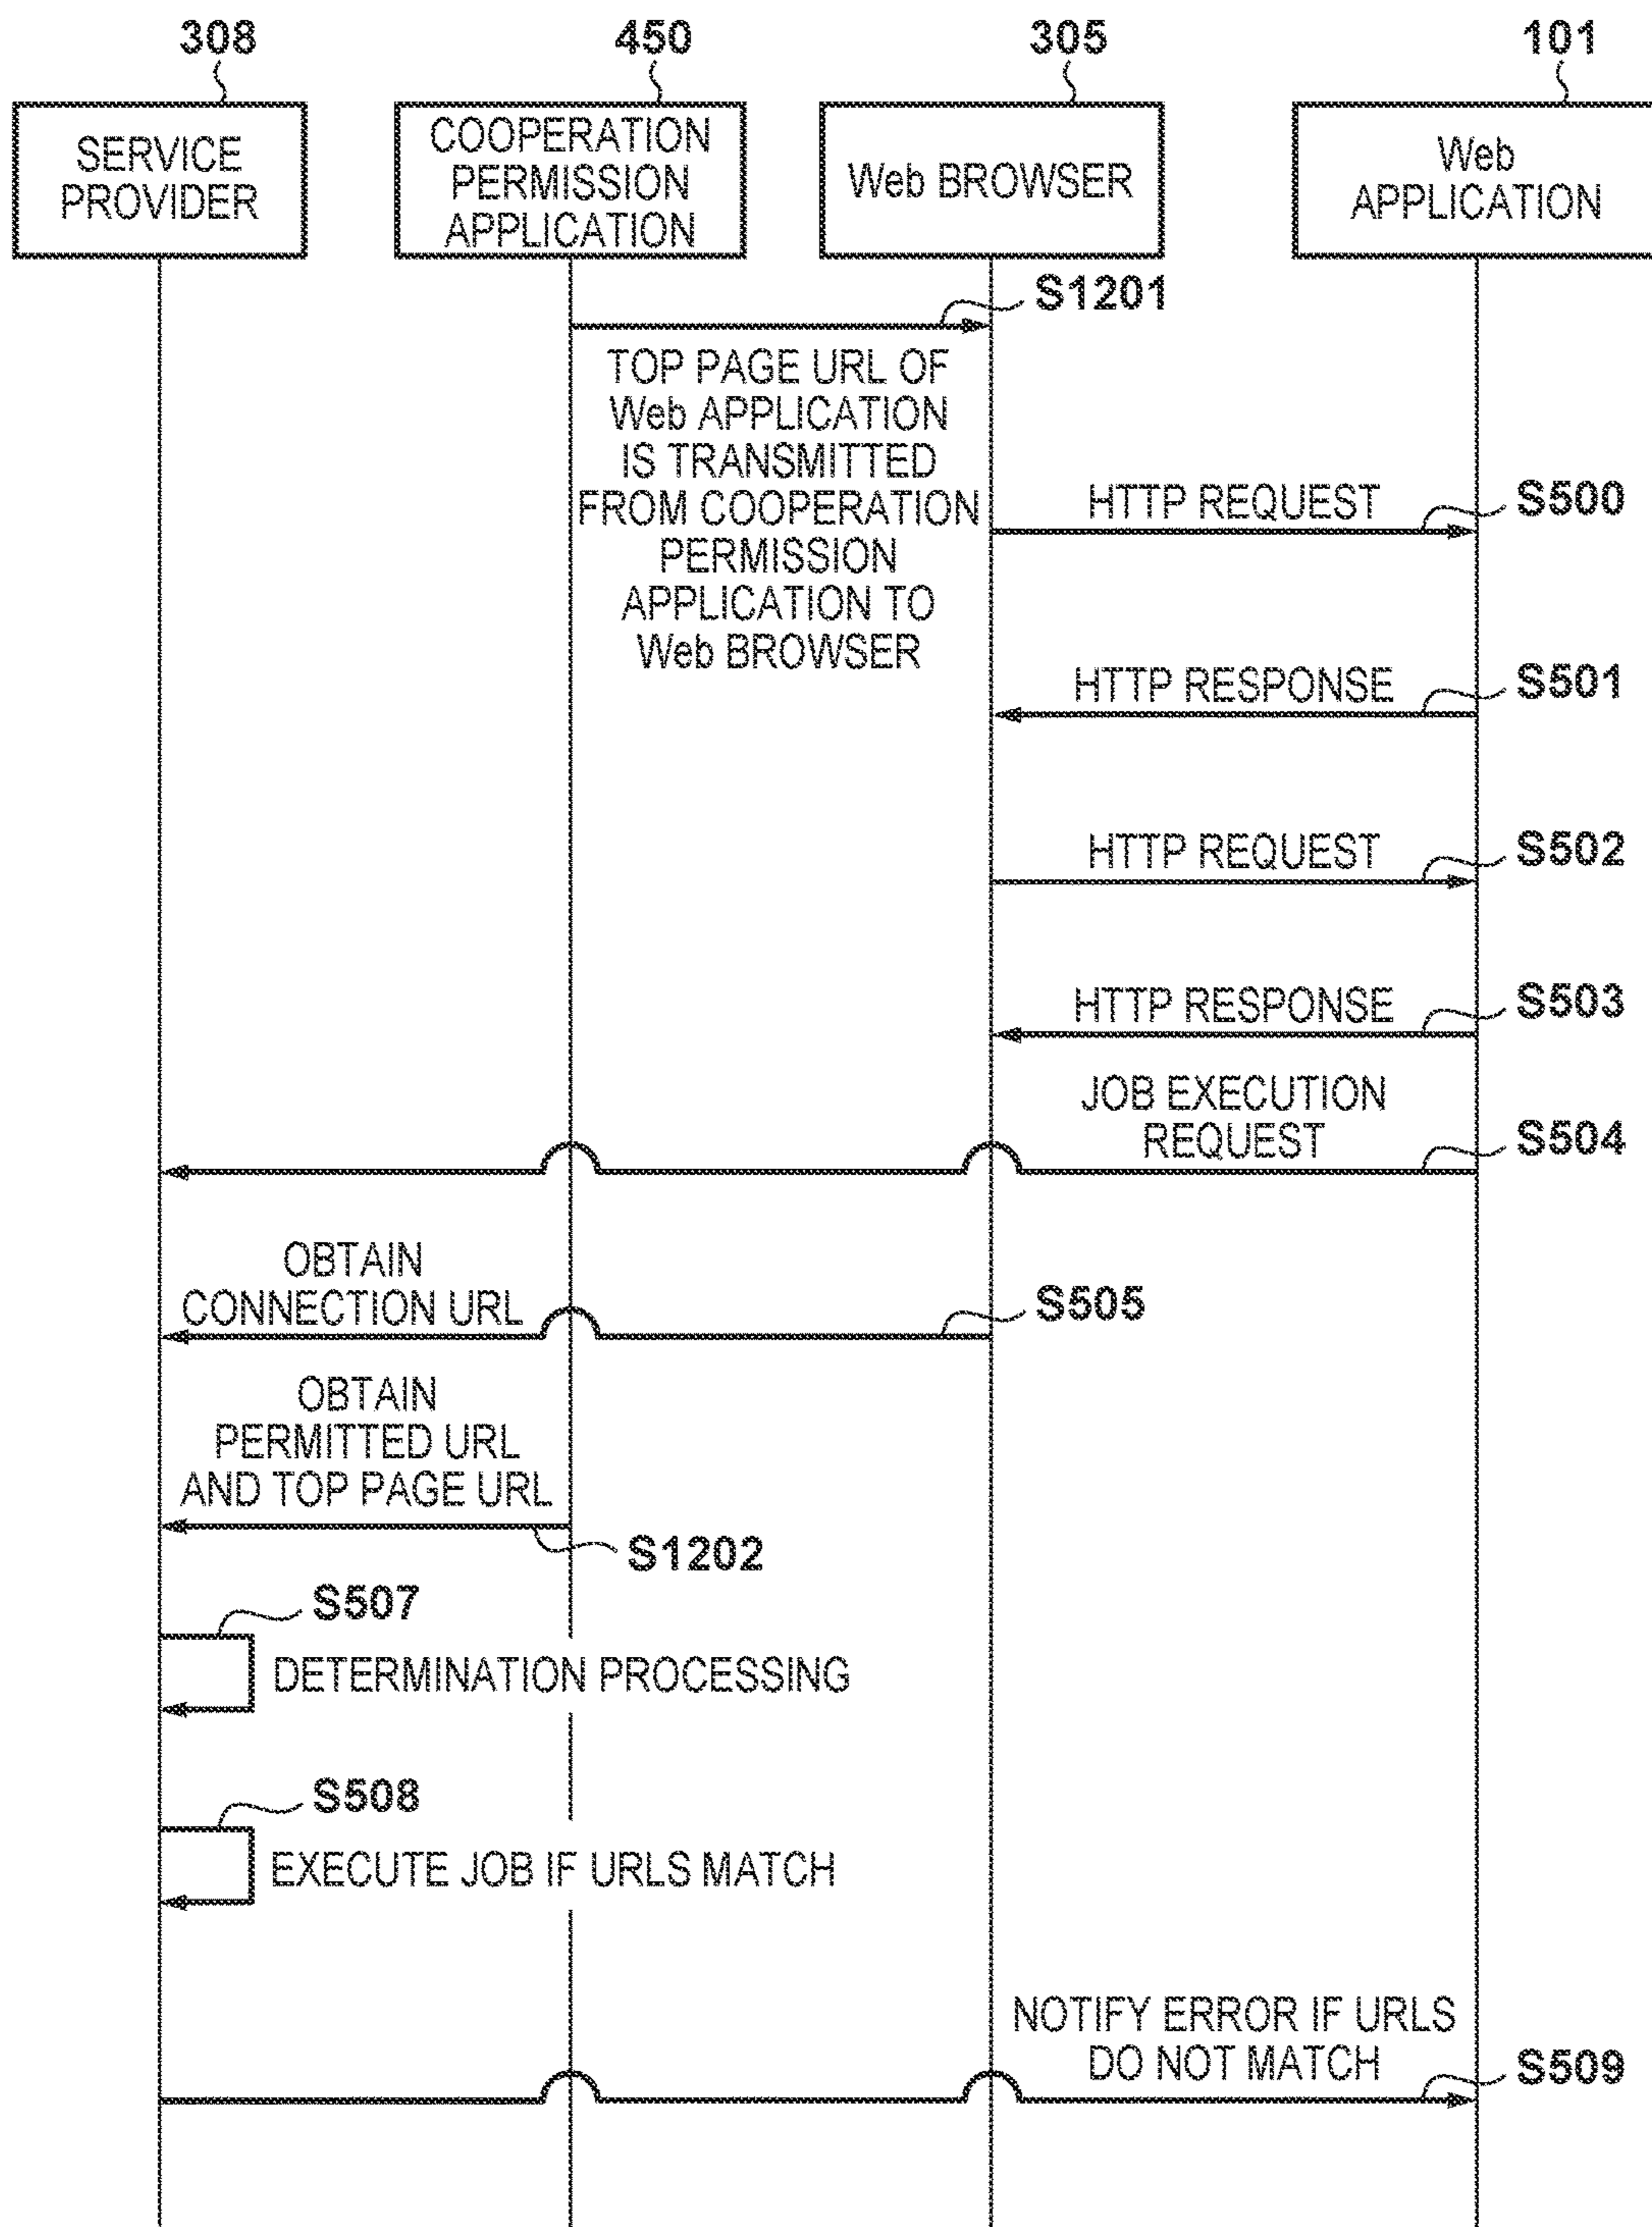 308
450
305
101
SERVICE
PROVIDER
COOPERATION
PERMISSION
APPLICATION
Web BROWSER
Web
APPLICATION
S1201
TOP PAGE URL OF
Web APPLICATION
IS TRANSMITTED
FROM COOPERATION
PERMISSION
APPLICATION TO
Web BROWSER
HTTP REQUEST
S500
HTTP RESPONSE
S501
HTTP REQUEST
S502
HTTP RESPONSE
S503
JOB EXECUTION
REQUEST
S504
OBTAIN
CONNECTION URL
S505
OBTAIN
PERMITTED URL
AND TOP PAGE URL
S1202
S507
DETERMINATION PROCESSING
S508
EXECUTE JOB IF URLS MATCH
NOTIFY ERROR IF URLS
DO NOT MATCH
S509